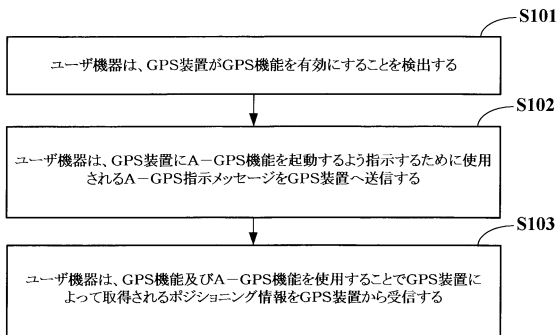 S101
ユーザ機器は、GPS装置がGPS機能を有効にすることを検出する
S102
ユーザ機器は、GPS装置にA-GPS機能を起動するよう指示するために使用
されるA-GPS指示メッセージをGPS装置へ送信する
S103
ユーザ機器は、GPS機能及びA-GPS機能を使用することでGPS装置に
よって取得されるポジショニング情報をGPS装置から受信する